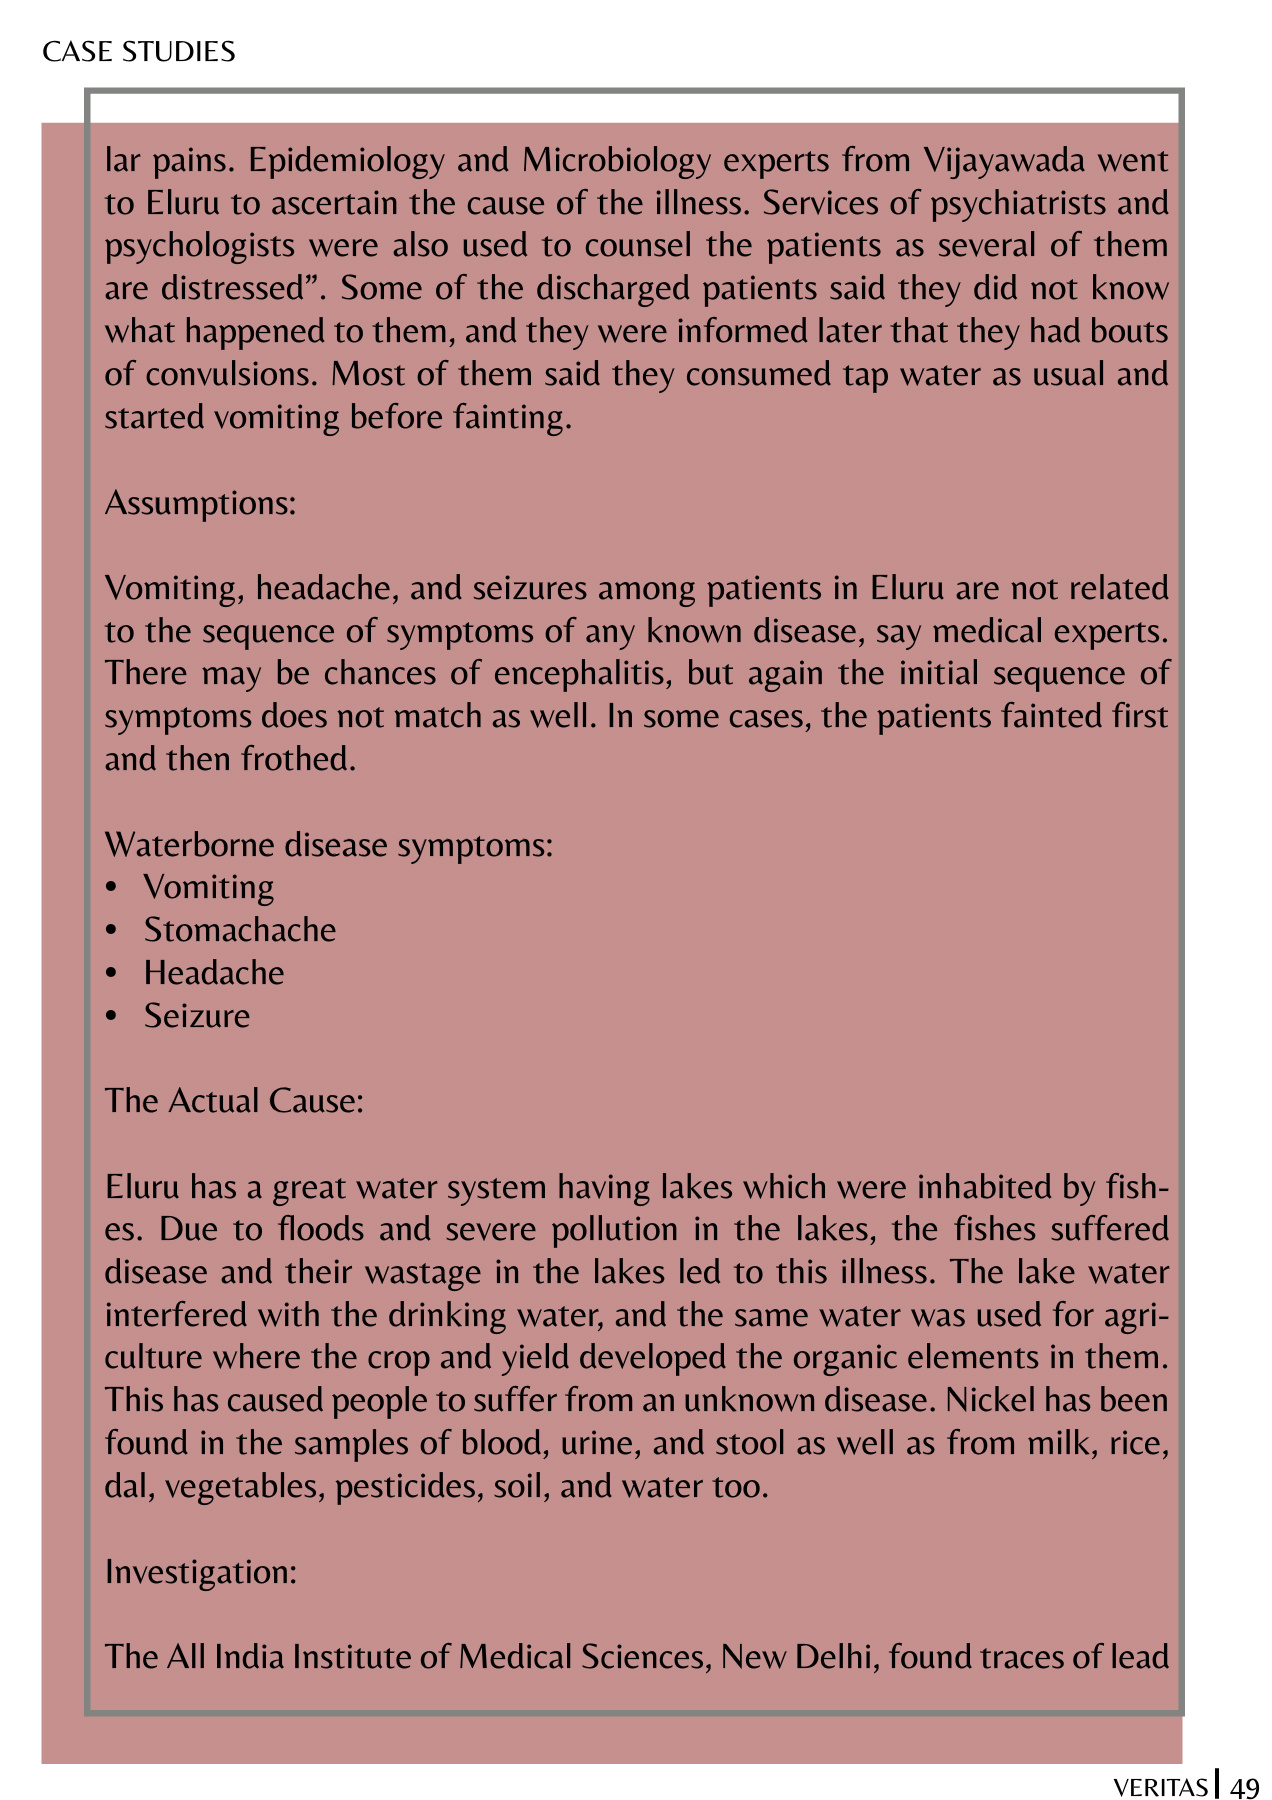 CASE STUDIES
lar pains. Epidemiology and Microbiology experts from Vijayawada went
to Eluru to ascertain the cause of the illness. Services of psychiatrists and
psychologists were also used to counsel the patients as several of them
are distressed”. Some of the discharged patients said they did not know
what happened to them, and they were informed later that they had bouts
of convulsions. Most of them said they consumed tap water as usual and
started vomiting before fainting.
Assumptions:
Vomiting, headache, and seizures among patients in Eluru are not related
to the sequence of symptoms of any known disease, say medical experts.
There may be chances of encephalitis, but again the initial sequence of
symptoms does not match as well. In some cases, the patients fainted first
and then frothed.
Waterborne disease symptoms:
• Vomiting
• Stomachache
• Headache
• Seizure
The Actual Cause:
Eluru has a great water system having lakes which were inhabited by fish-
es. Due to floods and severe pollution in the lakes, the fishes suffered
disease and their wastage in the lakes led to this illness. The lake water
interfered with the drinking water, and the same water was used for agri-
culture where the crop and yield developed the organic elements in them.
This has caused people to suffer from an unknown disease. Nickel has been
found in the samples of blood, urine, and stool as well as from milk, rice,
dal, vegetables, pesticides, soil, and water too.
Investigation:
The All India Institute of Medical Sciences, New Delhi, found traces of lead
VERITAS | 49